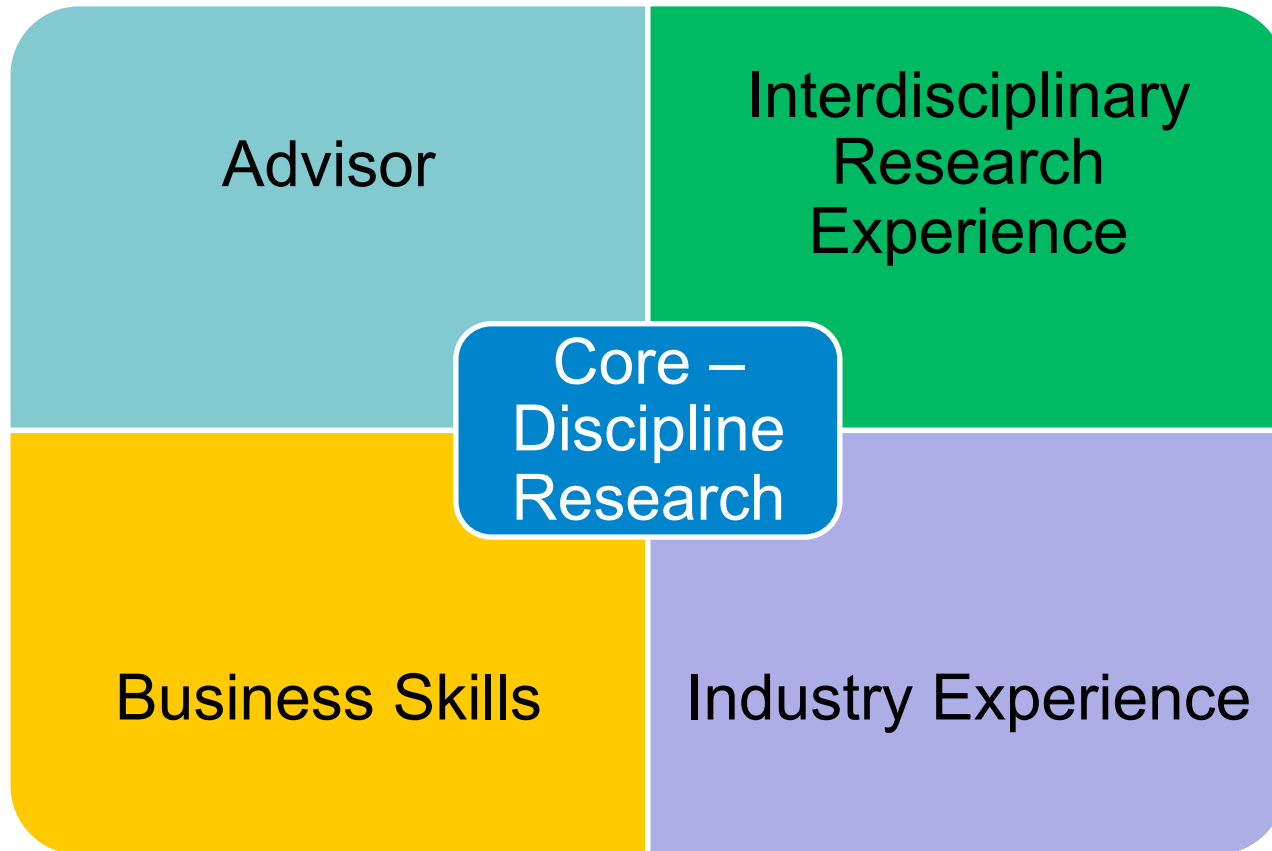 Advisor
Interdisciplinary
Research
Experience
Core –
Discipline
Research
Business Skills
Industry Experience